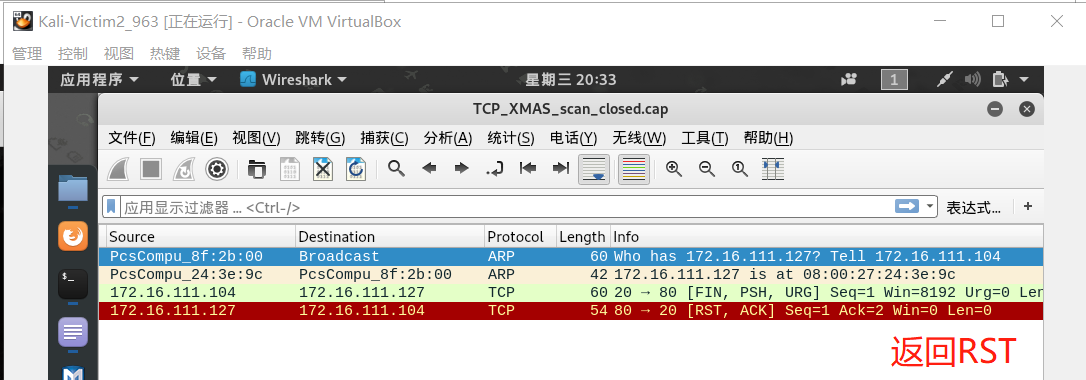 Kali-Victim2_963 [正在运行] - Oracle VM VirtualBox
管理 控制 视图 热键 设备 帮助
应用程序 位置 Wireshark 星期三 20:33 1
TCP_XMAS_scan_closed.cap
文件(F) 编辑(E) 视图(V) 跳转(G) 捕获(C) 分析(A) 统计(S) 电话(Y) 无线(W) 工具(T) 帮助(H)
应用显示过滤器 … <Ctrl-/> 表达式… +
Source Destination Protocol Length Info
PcsCompu_8f:2b:00 Broadcast ARP 60 Who has 172.16.111.127? Tell 172.16.111.104
PcsCompu_24:3e:9c PcsCompu_8f:2b:00 ARP 42 172.16.111.127 is at 08:00:27:24:3e:9c
172.16.111.104 172.16.111.127 TCP 60 20 → 80 [FIN, PSH, URG] Seq=1 Win=8192 Urg=0 Len
172.16.111.127 172.16.111.104 TCP 54 80 → 20 [RST, ACK] Seq=1 Ack=2 Win=0 Len=0
返回RST